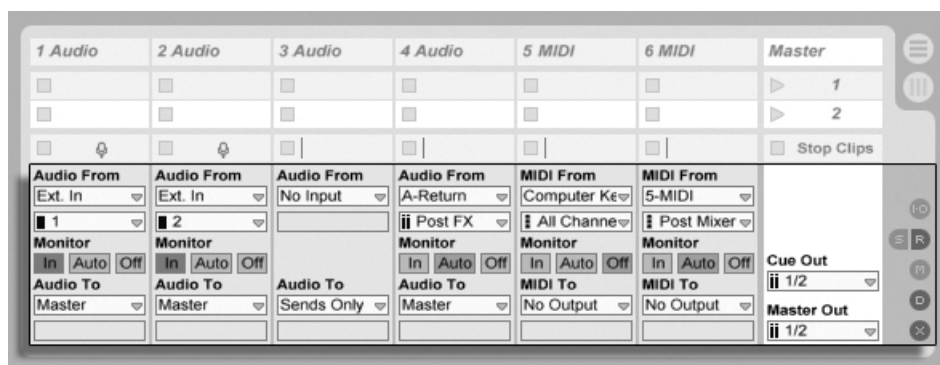 1 Audio 2 Audio 3 Audio 4 Audio 5 MIDI 6 MIDI Master
1
2
Stop Clips
Audio From Audio From Audio From Audio From MIDI From MIDI From
Ext. In Ext. In No Input A-Return Computer Ke 5-MIDI
1 2 Post FX All Channe Post Mixer
Monitor Monitor Monitor Monitor Monitor
In Auto Off In Auto Off In Auto Off In Auto Off In Auto Off
Cue Out
Audio To Audio To Audio To Audio To MIDI To MIDI To
1/2
Master Master Sends Only Master No Output No Output
Master Out
1/2
I·O
S R
M
D
X